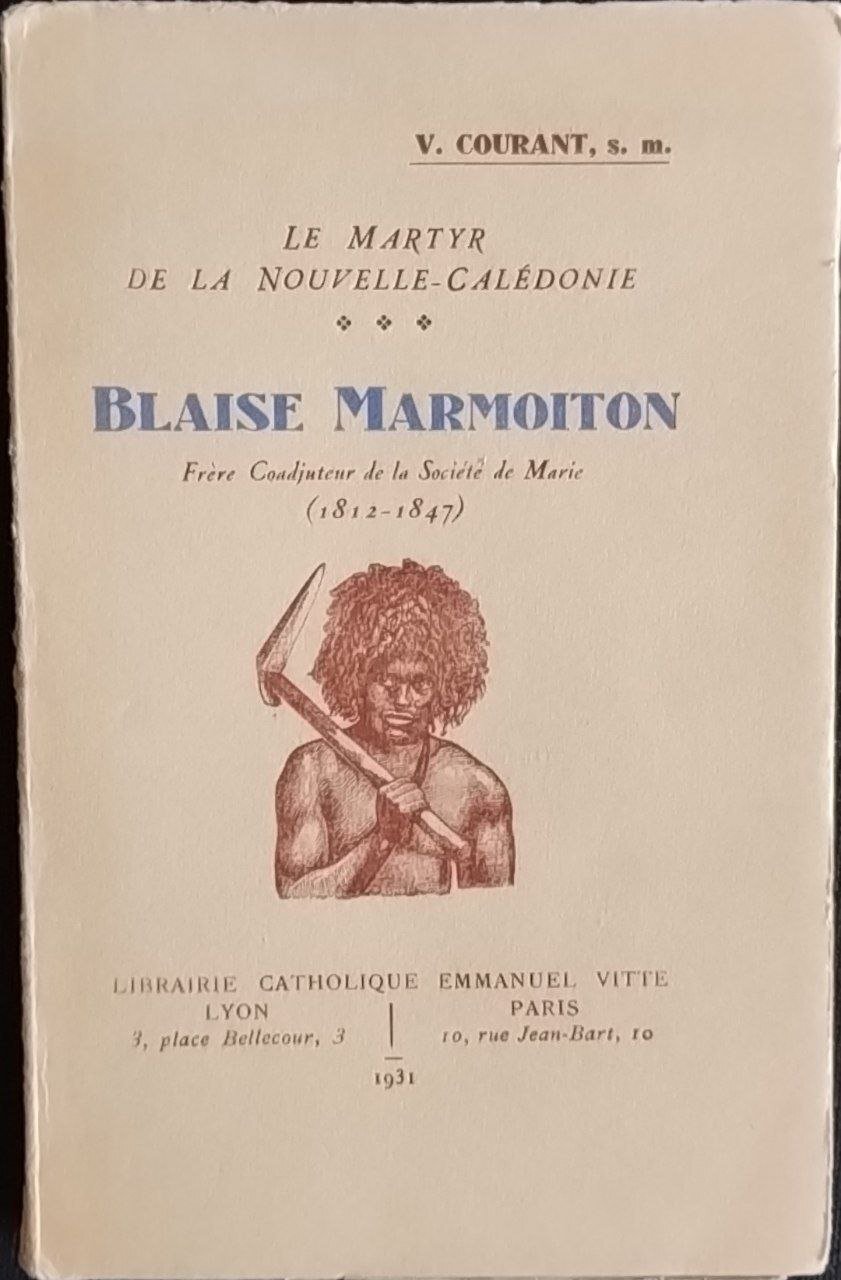 V. COURANT, s. m.
LE MARTYR
DE LA NOUVELLE-CALÉDONIE
BLAISE MARMOITON
Frère Coadjuteur de la Société de Marie
(1812-1847)
LIBRAIRIE CATHOLIQUE EMMANUEL VITTE
LYON
3, place Bellecour, 3
PARIS
10, rue Jean-Bart, 10
1931